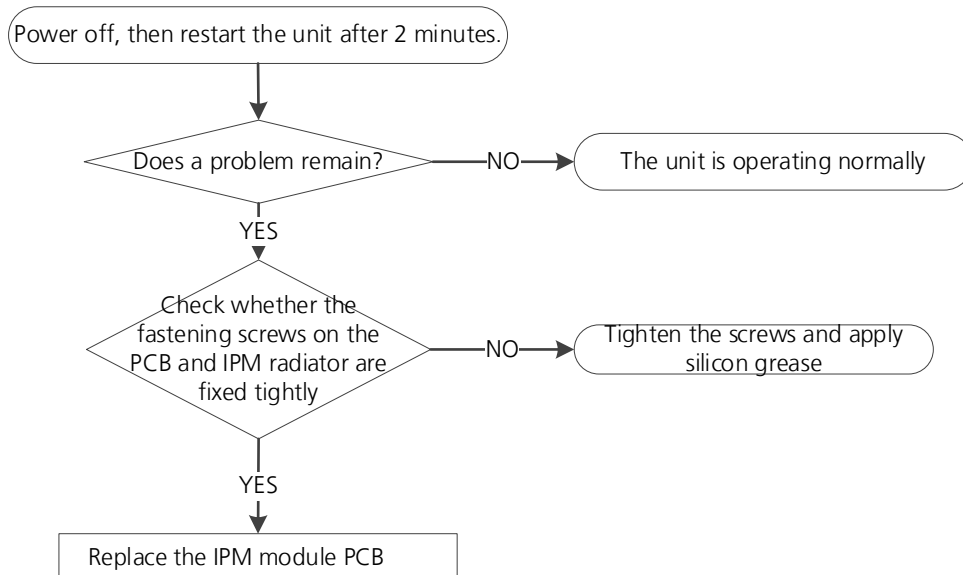 Power off, then restart the unit after 2 minutes.
Does a problem remain?
NO
The unit is operating normally
YES
Check whether the
fastening screws on the
PCB and IPM radiator are
fixed tightly
NO
Tighten the screws and apply
silicon grease
YES
Replace the IPM module PCB